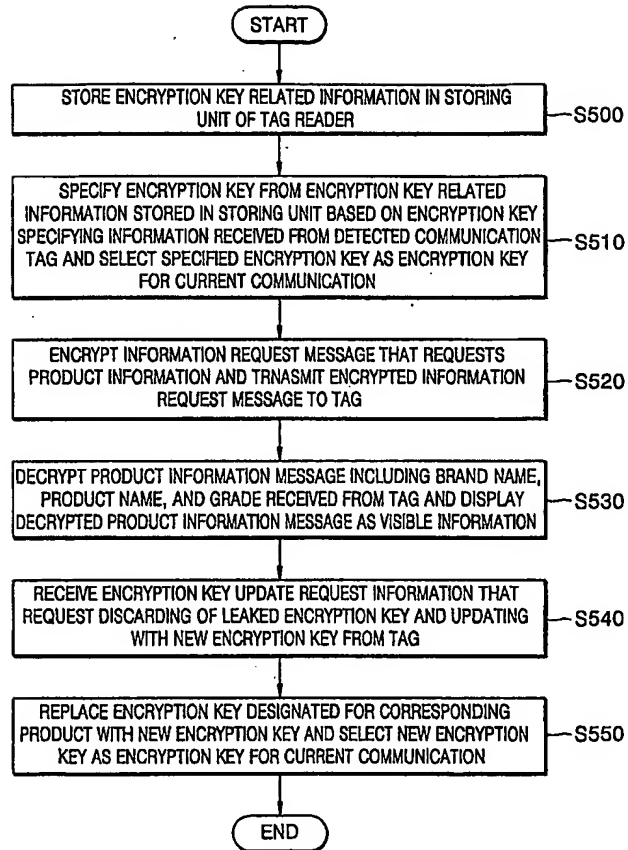 START
STORE ENCRYPTION KEY RELATED INFORMATION IN STORING
UNIT OF TAG READER
S500
SPECIFY ENCRYPTION KEY FROM ENCRYPTION KEY RELATED
INFORMATION STORED IN STORING UNIT BASED ON ENCRYPTION KEY
SPECIFYING INFORMATION RECEIVED FROM DETECTED COMMUNICATION
TAG AND SELECT SPECIFIED ENCRYPTION KEY AS ENCRYPTION KEY
FOR CURRENT COMMUNICATION
S510
ENCRYPT INFORMATION REQUEST MESSAGE THAT REQUESTS
PRODUCT INFORMATION AND TRNASMIT ENCRYPTED INFORMATION
REQUEST MESSAGE TO TAG
S520
DECRYPT PRODUCT INFORMATION MESSAGE INCLUDING BRAND NAME,
PRODUCT NAME, AND GRADE RECEIVED FROM TAG AND DISPLAY
DECRYPTED PRODUCT INFORMATION MESSAGE AS VISIBLE INFORMATION
S530
RECEIVE ENCRYPTION KEY UPDATE REQUEST INFORMATION THAT
REQUEST DISCARDING OF LEAKED ENCRYPTION KEY AND UPDATING
WITH NEW ENCRYPTION KEY FROM TAG
S540
REPLACE ENCRYPTION KEY DESIGNATED FOR CORRESPONDING
PRODUCT WITH NEW ENCRYPTION KEY AND SELECT NEW ENCRYPTION
KEY AS ENCRYPTION KEY FOR CURRENT COMMUNICATION
S550
END